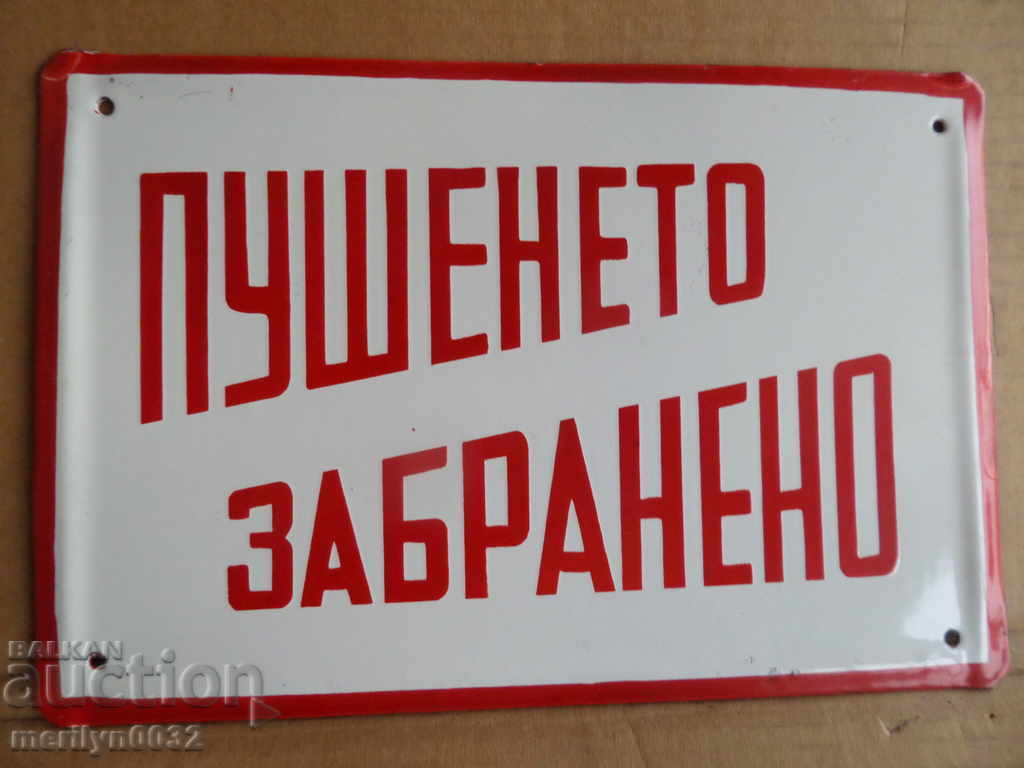 ПУШЕНЕТО
ЗАБРАНЕНО
BALKAN
auction
merilyn0032